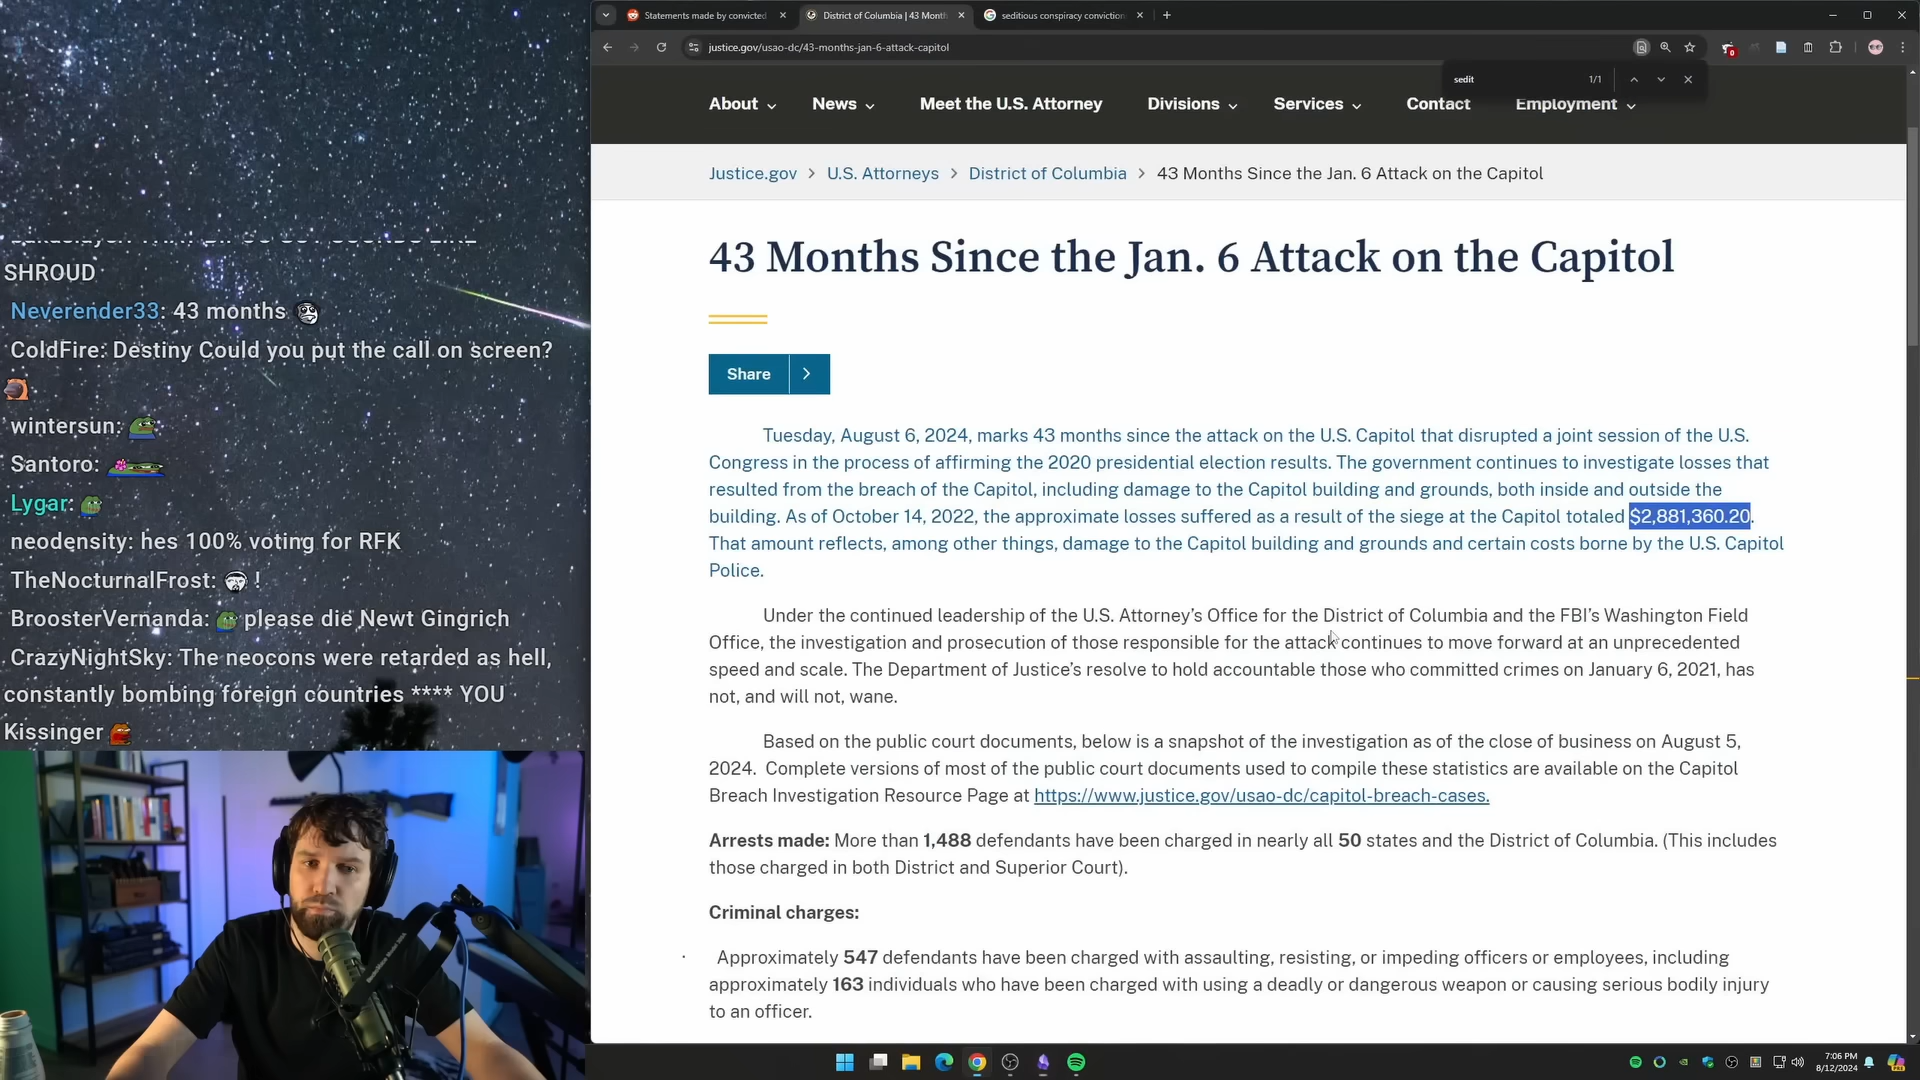 SHROUD
Neverender33: 43 months
ColdFire: Destiny Could you put the call on screen?
wintersun:
Santoro:
Lygar:
neodensity: hes 100% voting for RFK
TheNocturnalFrost: !
BroosterVernanda: please die Newt Gingrich
CrazyNightSky: The neocons were retarded as hell,
constantly bombing foreign countries **** YOU
Kissinger
Statements made by convicted
District of Columbia | 43 Mont
seditious conspiracy conviction
justice.gov/usao-dc/43-months-jan-6-attack-capitol
sedit 1/1
About News Meet the U.S. Attorney Divisions Services Contact Employment
Justice.gov > U.S. Attorneys > District of Columbia > 43 Months Since the Jan. 6 Attack on the Capitol
43 Months Since the Jan. 6 Attack on the Capitol
Share
Tuesday, August 6, 2024, marks 43 months since the attack on the U.S. Capitol that disrupted a joint session of the U.S.
Congress in the process of affirming the 2020 presidential election results. The government continues to investigate losses that
resulted from the breach of the Capitol, including damage to the Capitol building and grounds, both inside and outside the
building. As of October 14, 2022, the approximate losses suffered as a result of the siege at the Capitol totaled $2,881,360.20.
That amount reflects, among other things, damage to the Capitol building and grounds and certain costs borne by the U.S. Capitol
Police.
Under the continued leadership of the U.S. Attorney’s Office for the District of Columbia and the FBI’s Washington Field
Office, the investigation and prosecution of those responsible for the attack continues to move forward at an unprecedented
speed and scale. The Department of Justice’s resolve to hold accountable those who committed crimes on January 6, 2021, has
not, and will not, wane.
Based on the public court documents, below is a snapshot of the investigation as of the close of business on August 5,
2024. Complete versions of most of the public court documents used to compile these statistics are available on the Capitol
Breach Investigation Resource Page at https://www.justice.gov/usao-dc/capitol-breach-cases.
Arrests made: More than 1,488 defendants have been charged in nearly all 50 states and the District of Columbia. (This includes
those charged in both District and Superior Court).
Criminal charges:
· Approximately 547 defendants have been charged with assaulting, resisting, or impeding officers or employees, including
approximately 163 individuals who have been charged with using a deadly or dangerous weapon or causing serious bodily injury
to an officer.
7:06 PM
8/12/2024